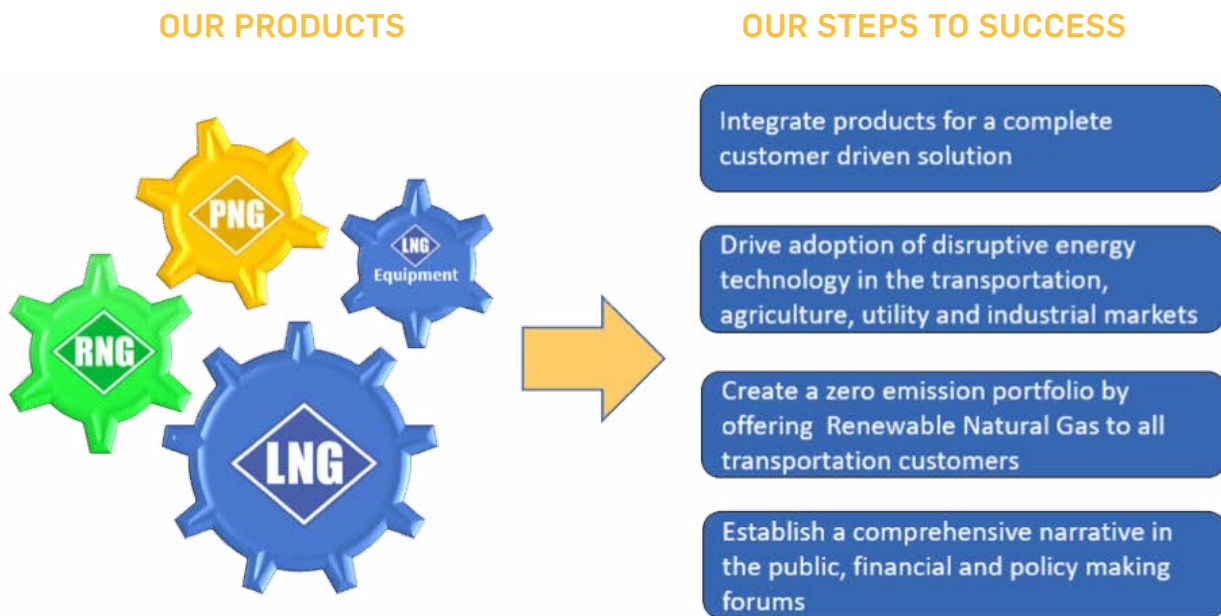 OUR PRODUCTS
OUR STEPS TO SUCCESS
PNG
LNG
Equipment
RNG
LNG
Integrate products for a complete
customer driven solution
Drive adoption of disruptive energy
technology in the transportation,
agriculture, utility and industrial markets
Create a zero emission portfolio by
offering Renewable Natural Gas to all
transportation customers
Establish a comprehensive narrative in
the public, financial and policy making
forums